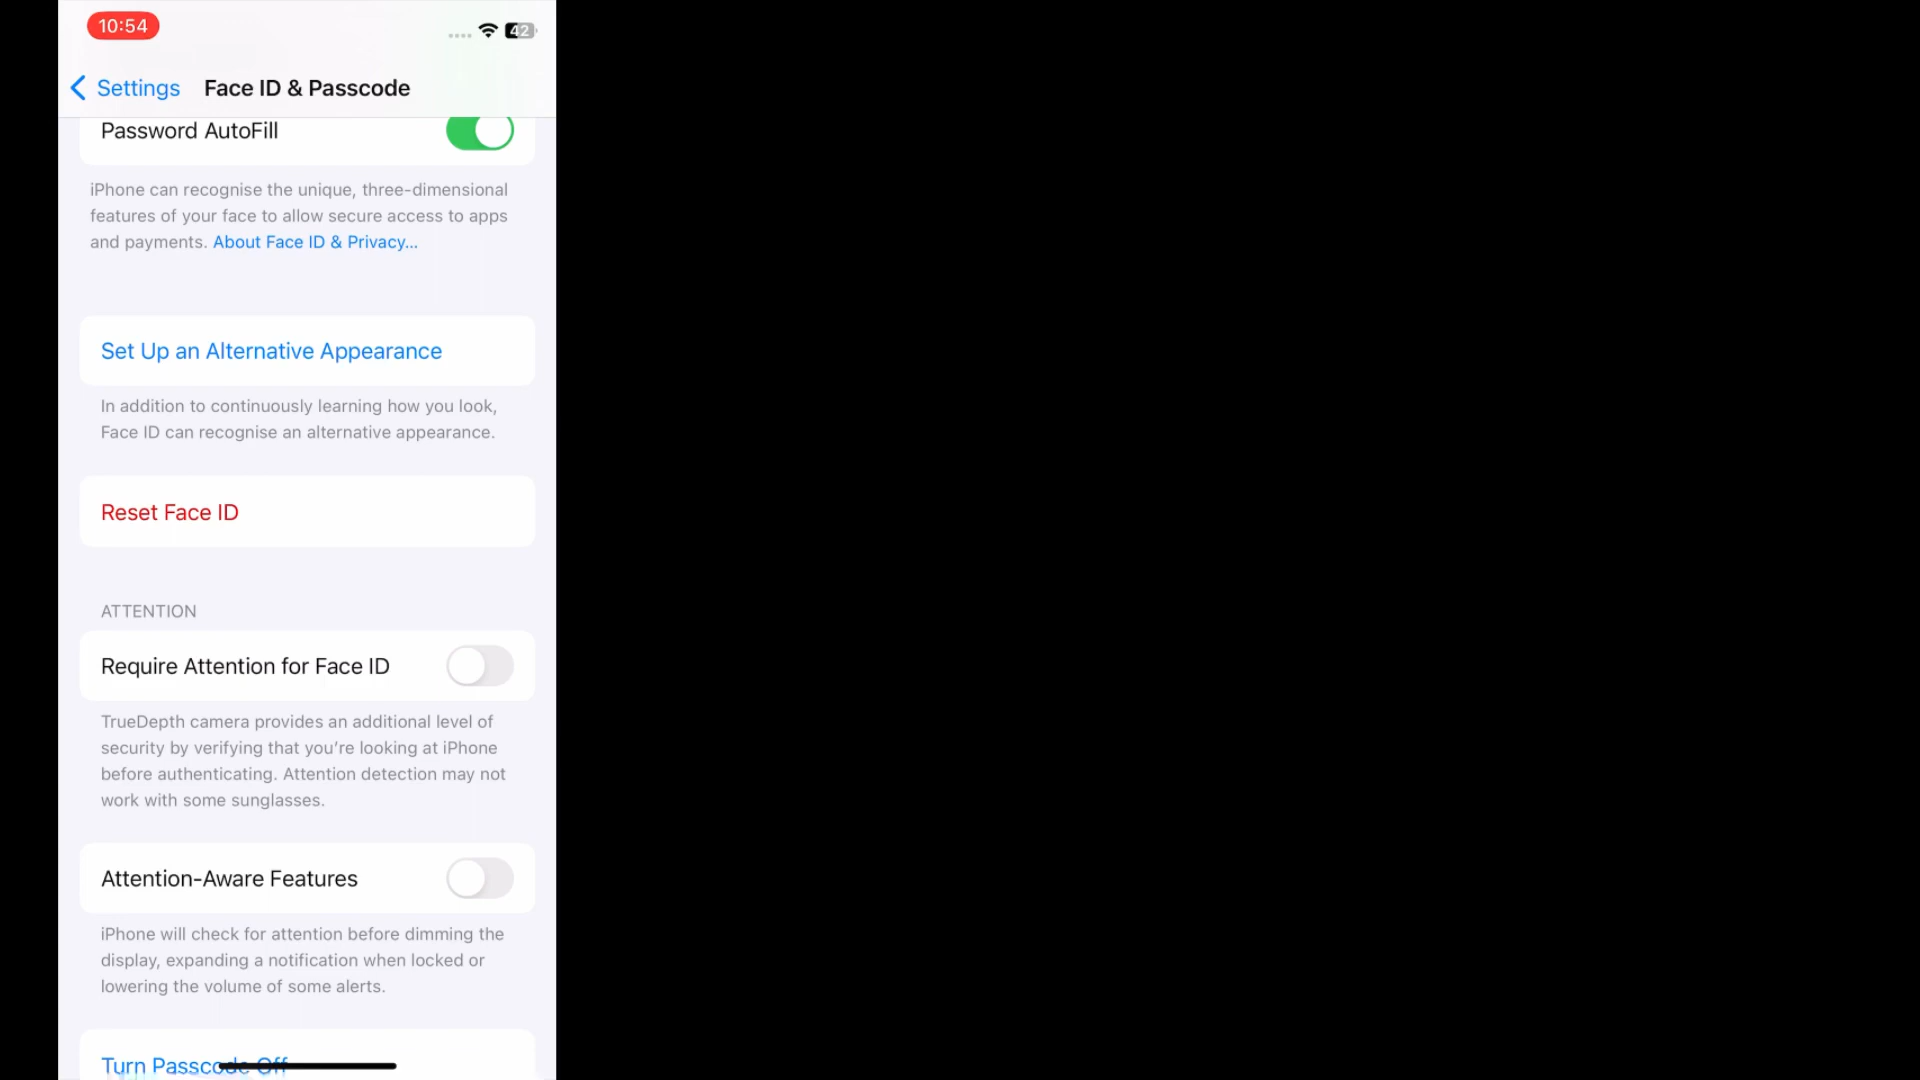 10:54
42
Settings
Face ID & Passcode
Password AutoFill
iPhone can recognise the unique, three-dimensional
features of your face to allow secure access to apps
and payments. About Face ID & Privacy...
Set Up an Alternative Appearance
In addition to continuously learning how you look,
Face ID can recognise an alternative appearance.
Reset Face ID
ATTENTION
Require Attention for Face ID
TrueDepth camera provides an additional level of
security by verifying that you’re looking at iPhone
before authenticating. Attention detection may not
work with some sunglasses.
Attention-Aware Features
iPhone will check for attention before dimming the
display, expanding a notification when locked or
lowering the volume of some alerts.
Turn Passcode Off